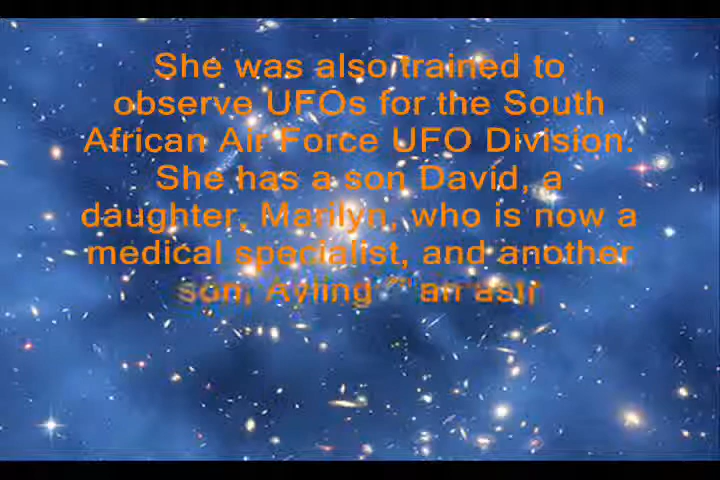 She was also trained to
observe UFOs for the South
African Air Force UFO Division.
She has a son David, a
daughter, Marilyn, who is now a
medical specialist, and another
son, Ayling